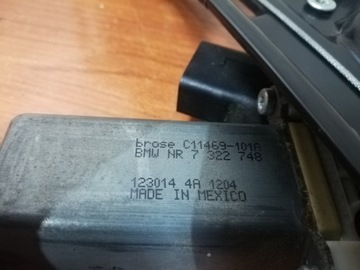 brose C11469-101A
BMW NR 7 322 748
123014 4A 1204
MADE IN MEXICO